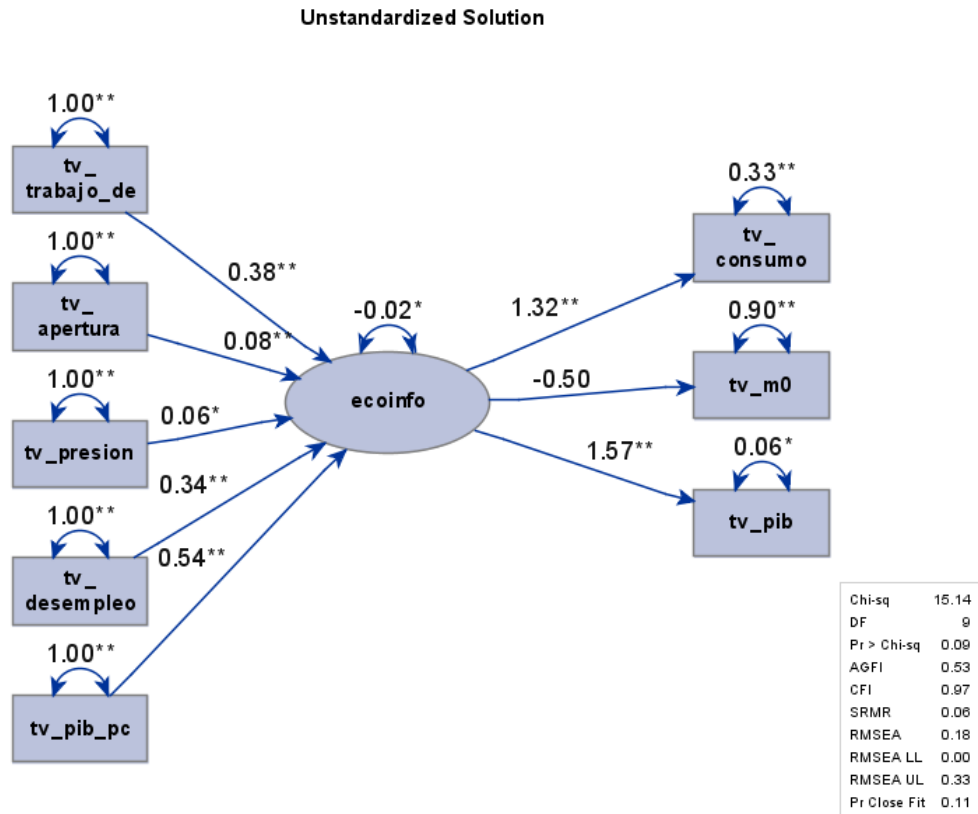 Unstandardized Solution
1.00**
tv_
trabajo_de
1.00**
tv_
apertura
1.00**
tv_presion
1.00**
tv_
desempleo
1.00**
tv_pib_pc
0.38**
0.08**
0.06*
0.34**
0.54**
-0.02*
ecoinfo
1.32**
-0.50
1.57**
0.33**
tv_
consumo
0.90**
tv_m0
0.06*
tv_pib
Chi-sq 15.14
DF 9
Pr > Chi-sq 0.09
AGFI 0.53
CFI 0.97
SRMR 0.06
RMSEA 0.18
RMSEA LL 0.00
RMSEA UL 0.33
Pr Close Fit 0.11